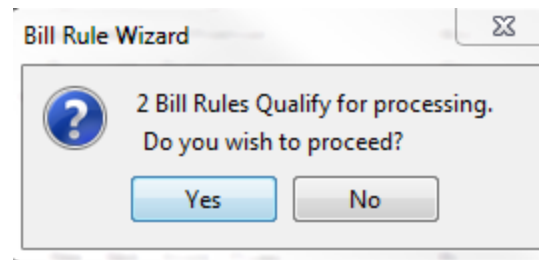 Bill Rule Wizard
2 Bill Rules Qualify for processing.
Do you wish to proceed?
Yes
No